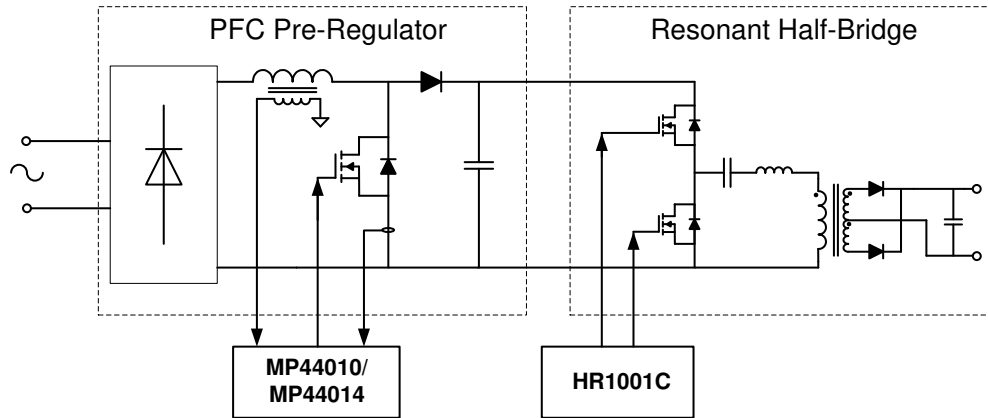 PFC Pre-Regulator
Resonant Half-Bridge
MP44010/
MP44014
HR1001C